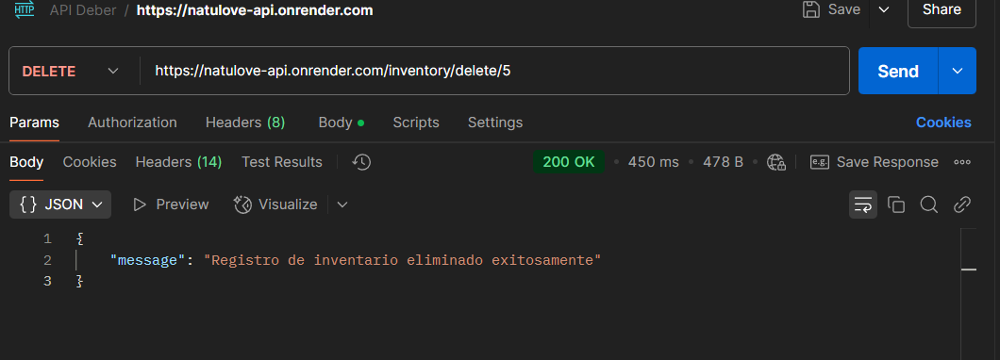 HTTP API Deber / https://natulove-api.onrender.com Save Share
DELETE https://natulove-api.onrender.com/inventory/delete/5 Send
Params Authorization Headers (8) Body Scripts Settings Cookies
Body Cookies Headers (14) Test Results 200 OK • 450 ms • 478 B • e.g. Save Response
{} JSON Preview Visualize
1 {
2 "message": "Registro de inventario eliminado exitosamente"
3 }